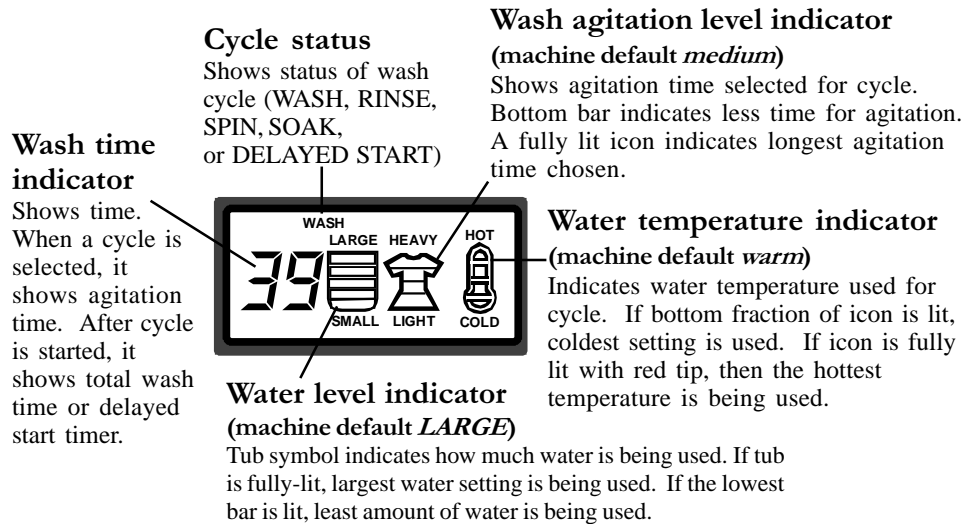 Wash agitation level indicator
(machine default medium)
Shows agitation time selected for cycle.
Bottom bar indicates less time for agitation.
A fully lit icon indicates longest agitation
time chosen.
Cycle status
Shows status of wash
cycle (WASH, RINSE,
SPIN, SOAK,
or DELAYED START)
Wash time
indicator
Shows time.
When a cycle is
selected, it
shows agitation
time. After cycle
is started, it
shows total wash
time or delayed
start timer.
WASH
LARGE HEAVY HOT
39
SMALL LIGHT COLD
Water temperature indicator
(machine default warm)
Indicates water temperature used for
cycle. If bottom fraction of icon is lit,
coldest setting is used. If icon is fully
lit with red tip, then the hottest
temperature is being used.
Water level indicator
(machine default LARGE)
Tub symbol indicates how much water is being used. If tub
is fully-lit, largest water setting is being used. If the lowest
bar is lit, least amount of water is being used.